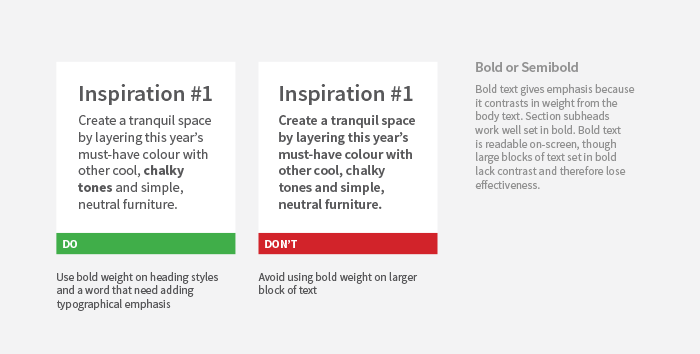 Inspiration #1
Create a tranquil space
by layering this year’s
must-have colour with
other cool, chalky
tones and simple,
neutral furniture.
DO
Use bold weight on heading styles
and a word that need adding
typographical emphasis
Inspiration #1
Create a tranquil space
by layering this year’s
must-have colour with
other cool, chalky
tones and simple,
neutral furniture.
DON’T
Avoid using bold weight on larger
block of text
Bold or Semibold
Bold text gives emphasis because
it contrasts in weight from the
body text. Section subheads
work well set in bold. Bold text
is readable on-screen, though
large blocks of text set in bold
lack contrast and therefore lose
effectiveness.